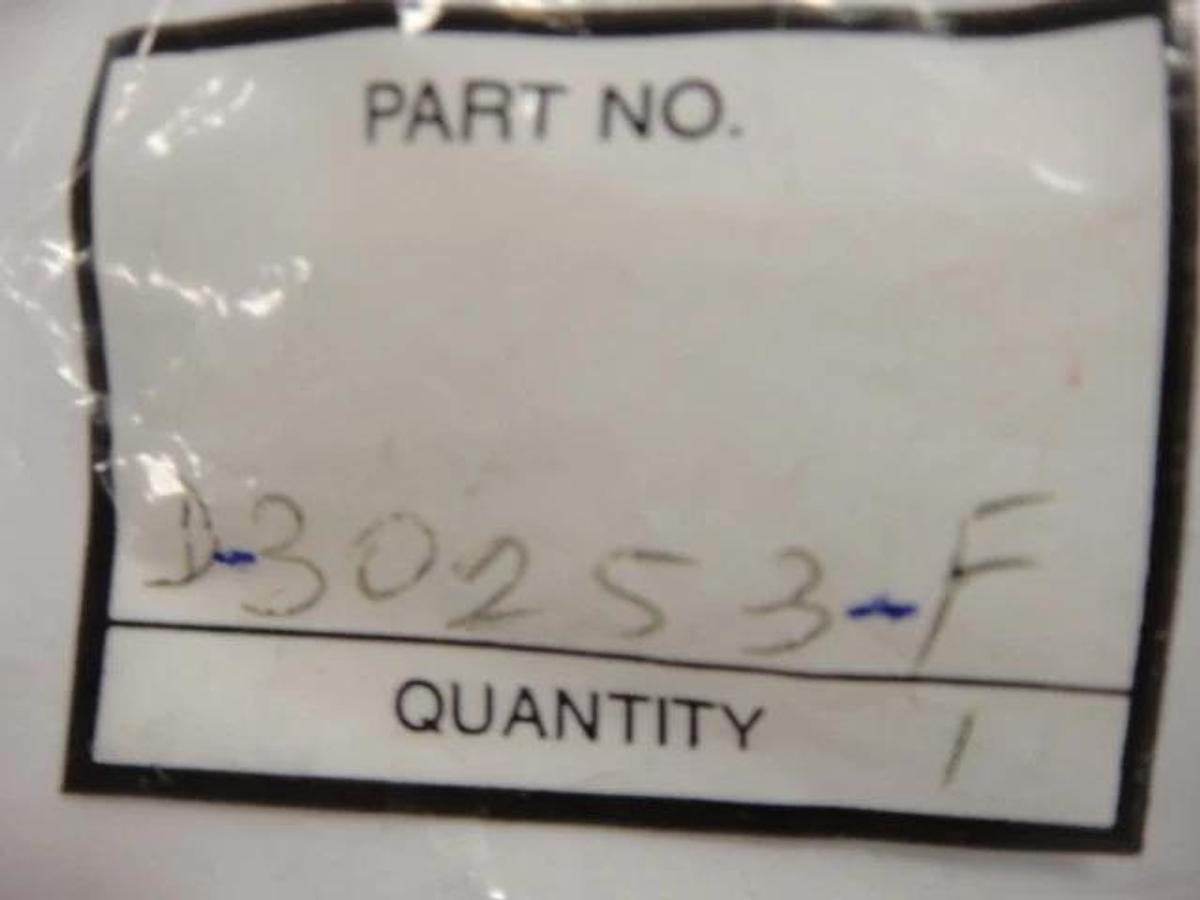 PART NO.
D-30253-F
QUANTITY 1